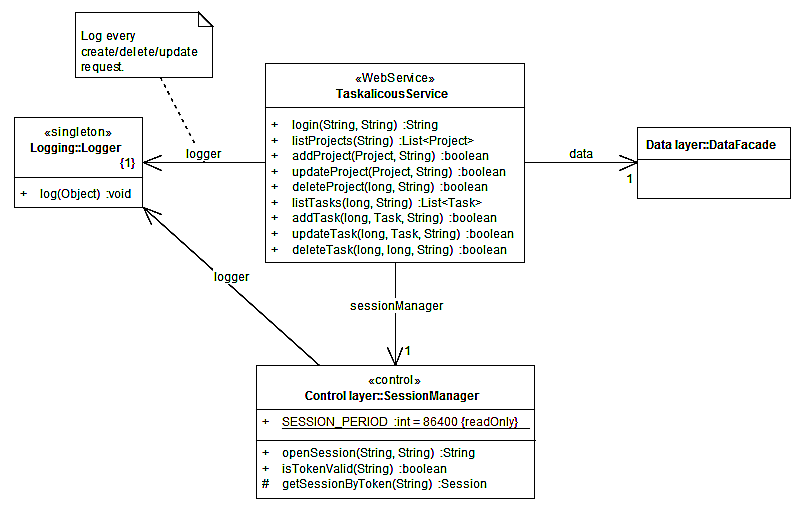 Log every
create/delete/update
request.
«WebService»
TaskalicousService
+ login(String, String) :String
+ listProjects(String) :List<Project>
+ addProject(Project, String) :boolean
+ updateProject(Project, String) :boolean
+ deleteProject(long, String) :boolean
+ listTasks(long, String) :List<Task>
+ addTask(long, Task, String) :boolean
+ updateTask(long, Task, String) :boolean
+ deleteTask(long, long, String) :boolean
«singleton»
Logging::Logger
{1}
+ log(Object) :void
logger
data
1
Data layer::DataFacade
logger
sessionManager
1
«control»
Control layer::SessionManager
+ SESSION_PERIOD :int = 86400 {readOnly}
+ openSession(String, String) :String
+ isTokenValid(String) :boolean
# getSessionByToken(String) :Session